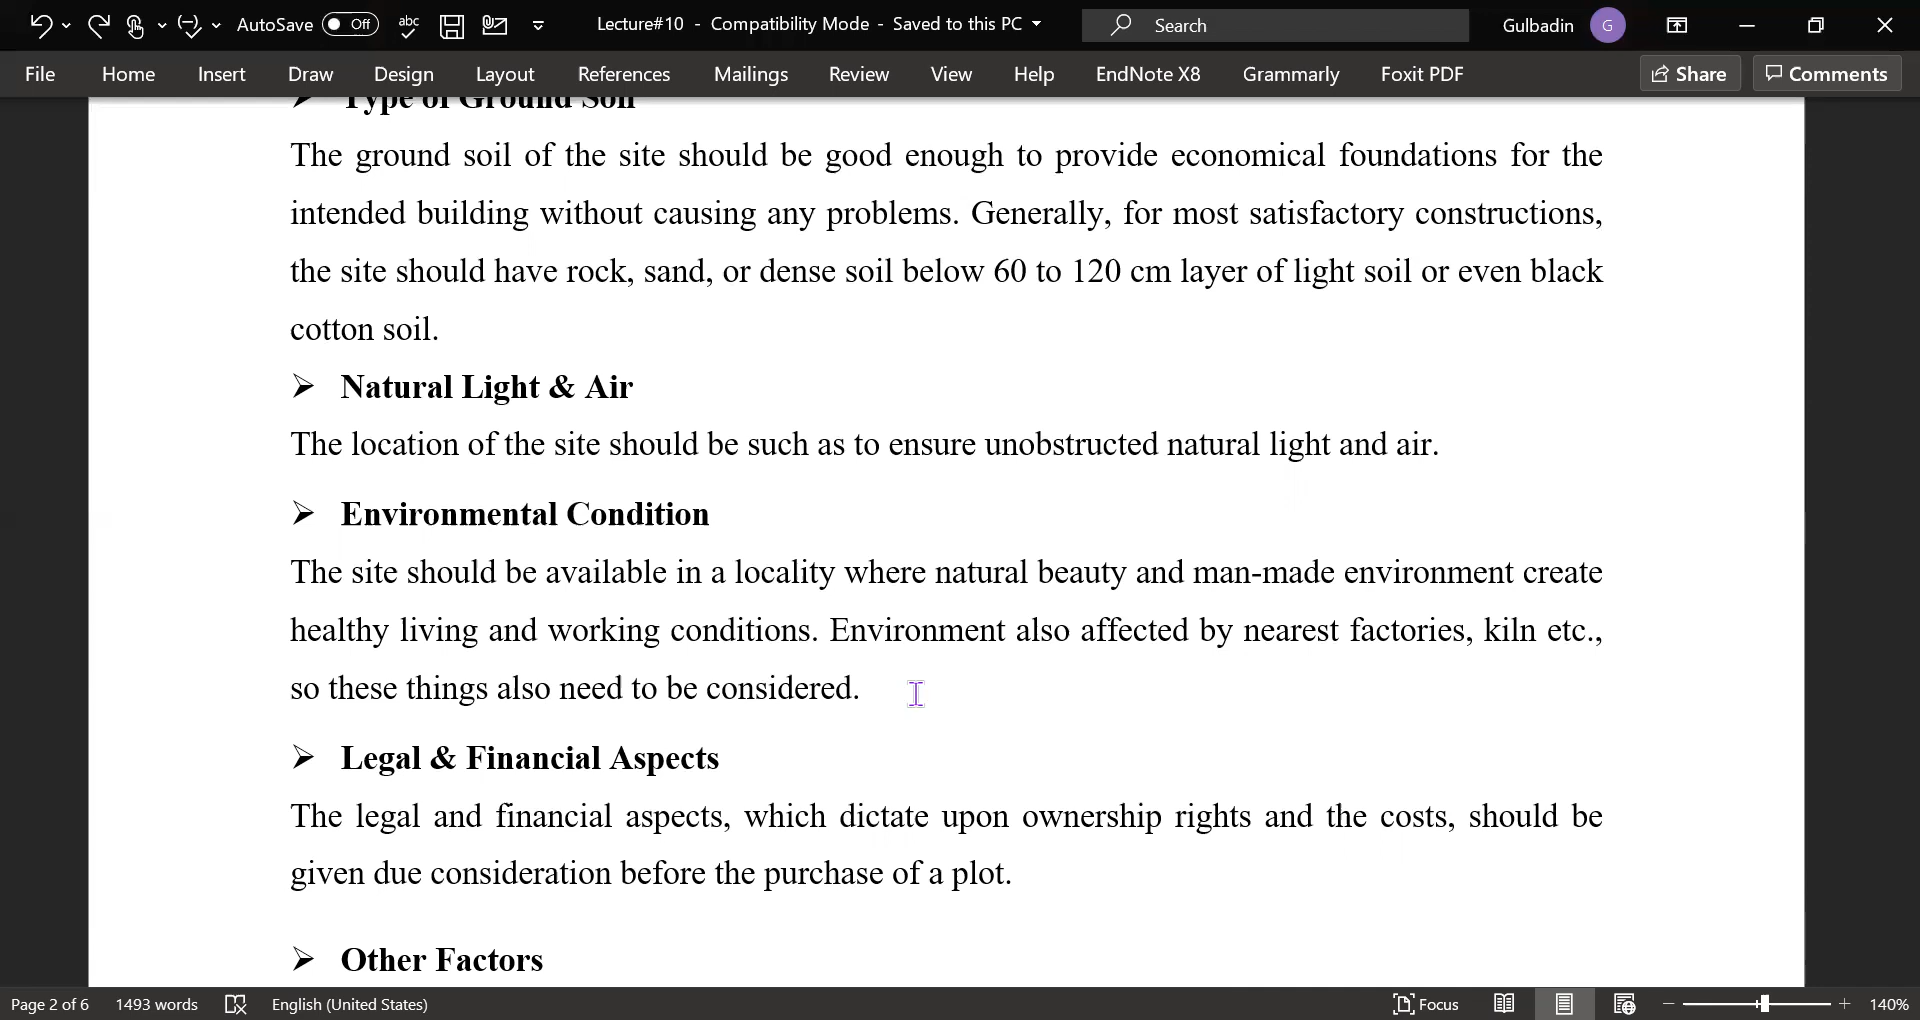 AutoSave Off abc Lecture#10 - Compatibility Mode - Saved to this PC Search Gulbadin G
File Home Insert Draw Design Layout References Mailings Review View Help EndNote X8 Grammarly Foxit PDF Share Comments
➢ Type of Ground Soil
The ground soil of the site should be good enough to provide economical foundations for the
intended building without causing any problems. Generally, for most satisfactory constructions,
the site should have rock, sand, or dense soil below 60 to 120 cm layer of light soil or even black
cotton soil.
➢ Natural Light & Air
The location of the site should be such as to ensure unobstructed natural light and air.
➢ Environmental Condition
The site should be available in a locality where natural beauty and man-made environment create
healthy living and working conditions. Environment also affected by nearest factories, kiln etc.,
so these things also need to be considered.
➢ Legal & Financial Aspects
The legal and financial aspects, which dictate upon ownership rights and the costs, should be
given due consideration before the purchase of a plot.
➢ Other Factors
Page 2 of 6 1493 words English (United States) Focus 140%